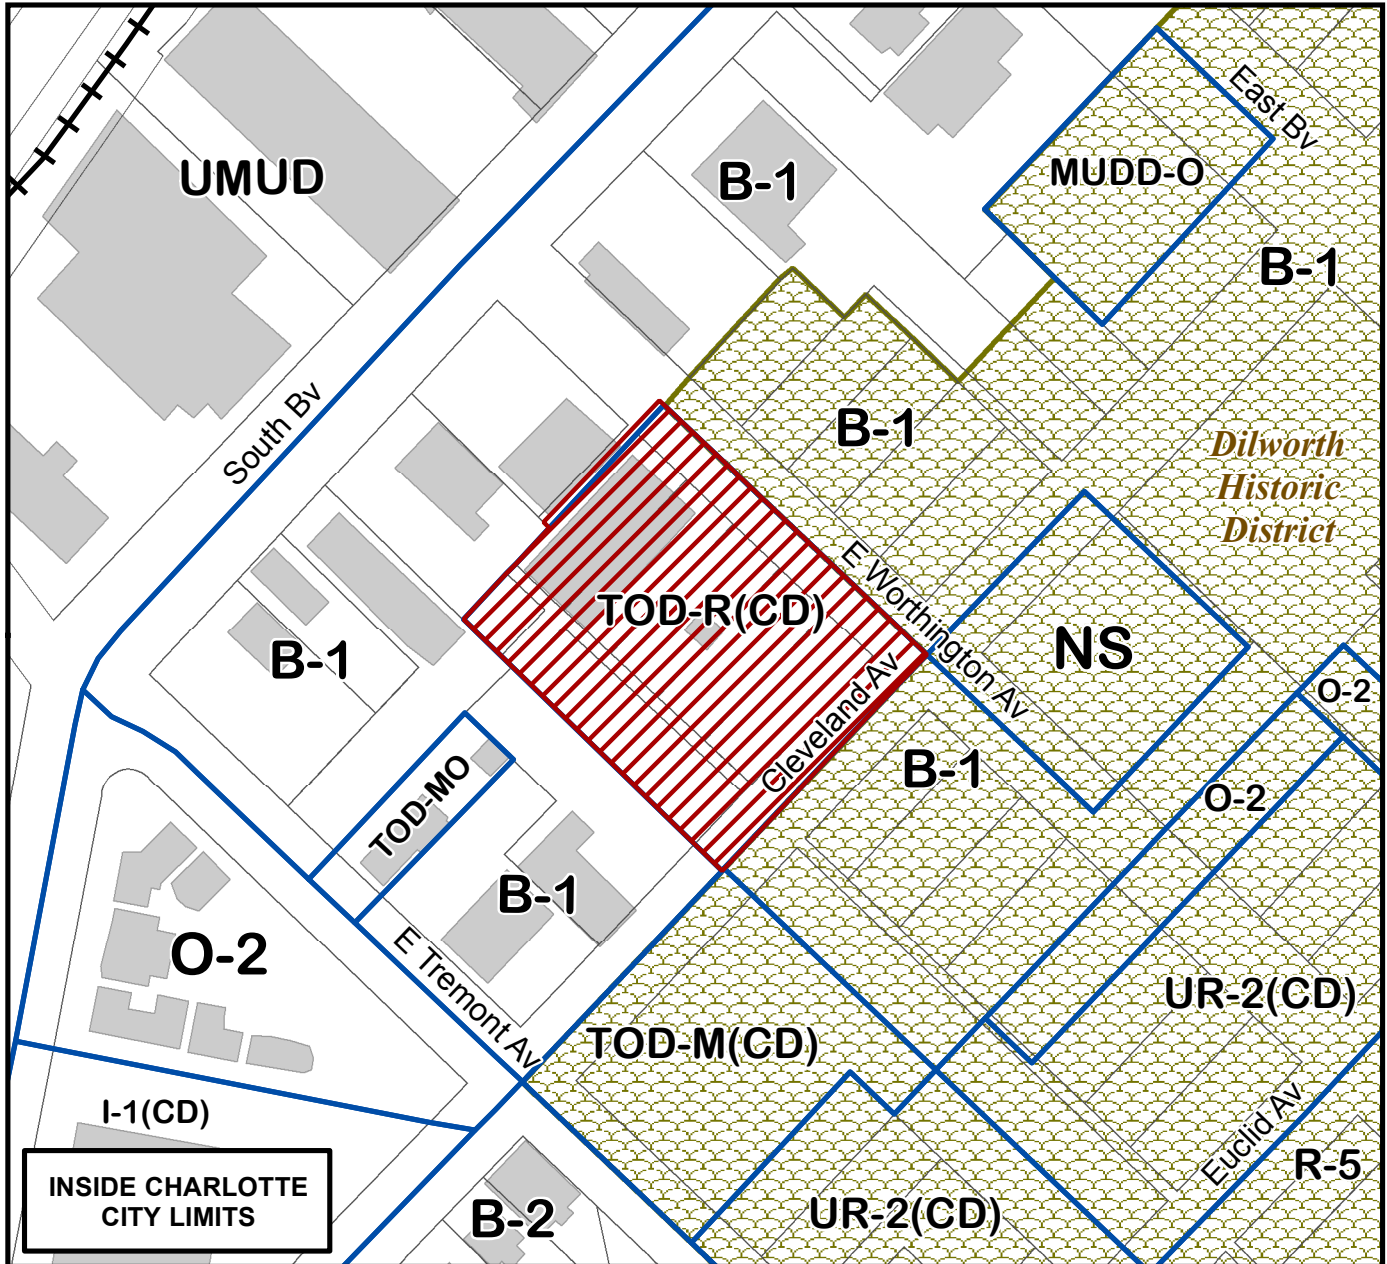 East Bv
UMUD
B-1
MUDD-O
B-1
South Bv
B-1
Dilworth
Historic
District
E Worthington Av
TOD-R(CD)
NS
B-1
Cleveland Av
O-2
TOD-MO
B-1
O-2
B-1
O-2
E Tremont Av
UR-2(CD)
TOD-M(CD)
I-1(CD)
Euclid Av
R-5
INSIDE CHARLOTTE
CITY LIMITS
B-2
UR-2(CD)